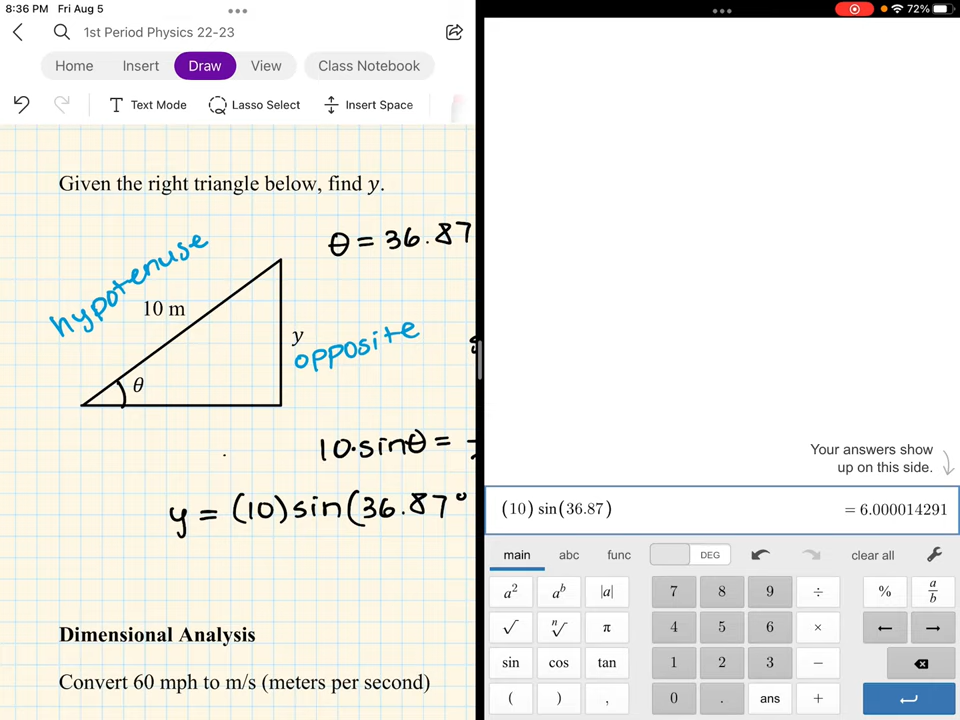 8:36 PM Fri Aug 5
72%
1st Period Physics 22-23
Home Insert Draw View Class Notebook
T Text Mode Lasso Select Insert Space
Given the right triangle below, find y.
θ = 36.87
hypotenuse
10 m
y
opposite
θ
10·sinθ =
y = (10)sin(36.87°
Dimensional Analysis
Convert 60 mph to m/s (meters per second)
Your answers show
up on this side.
(10) sin(36.87) = 6.000014291
main abc func DEG clear all
a² aᵇ |a| 7 8 9 ÷ % a/b
√ ⁿ√ π 4 5 6 × ← →
sin cos tan 1 2 3 −
( ) , 0 . ans +